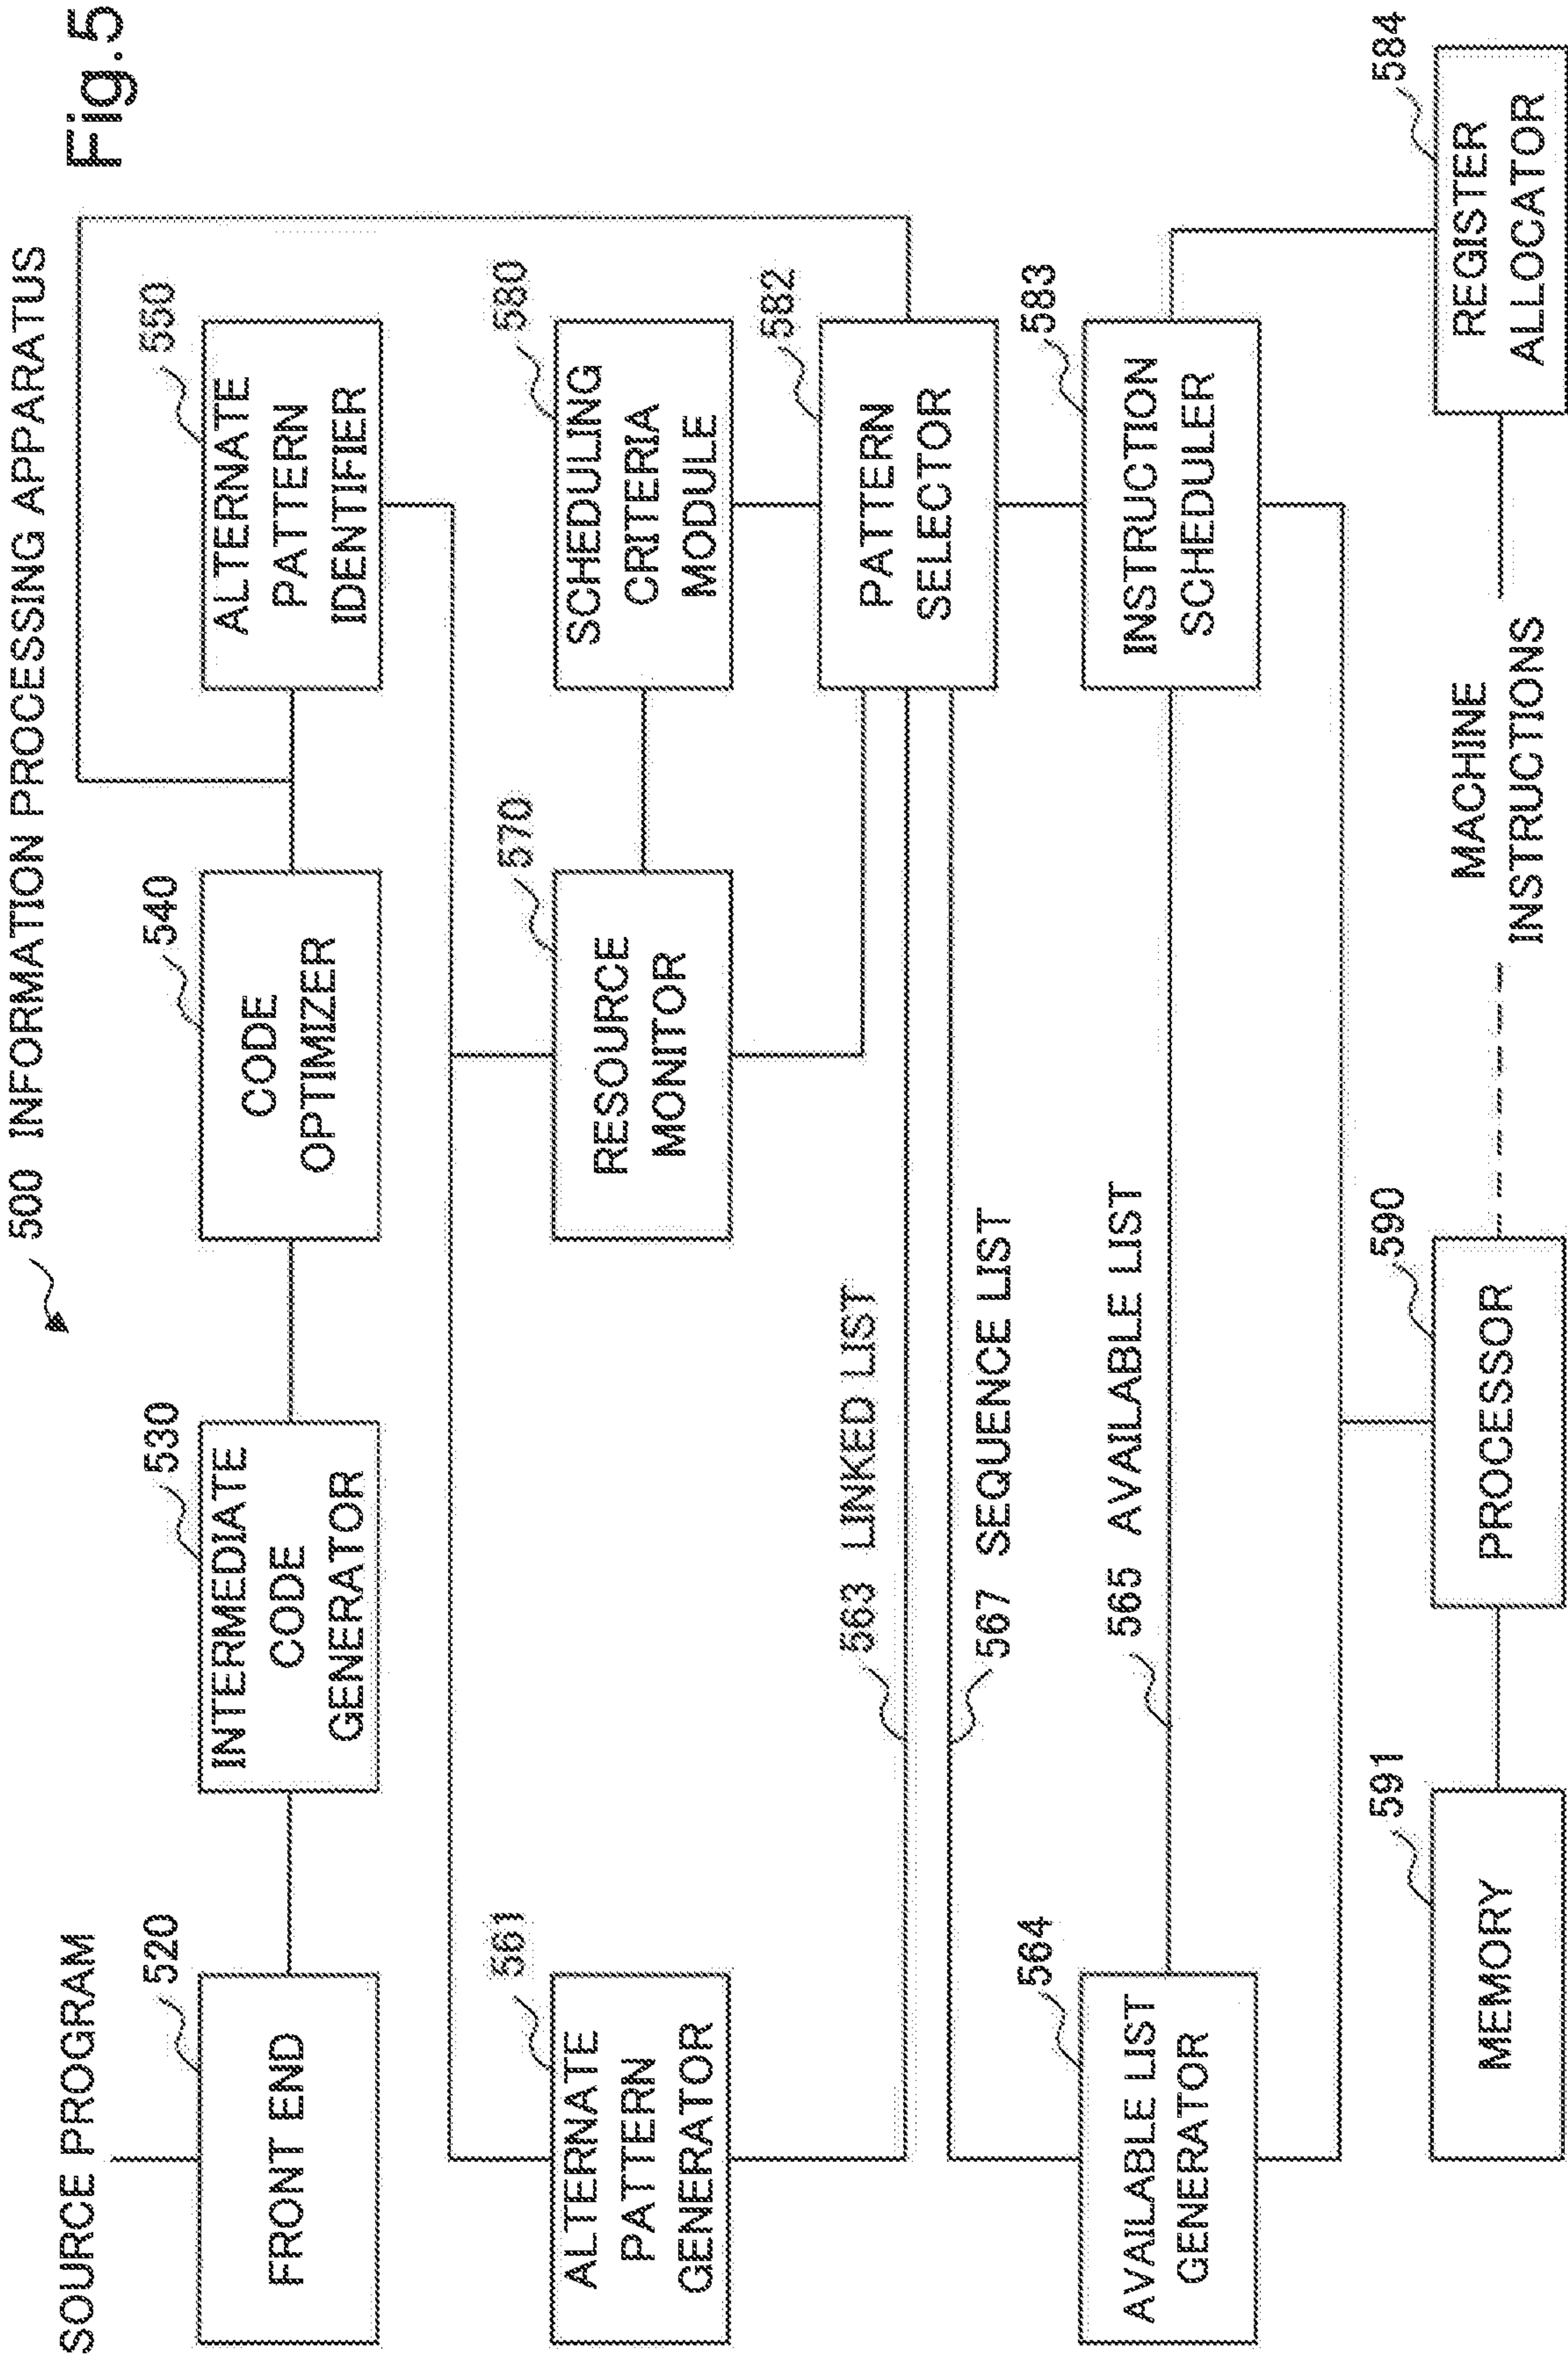 Fig.5
500 INFORMATION PROCESSING APPARATUS
SOURCE PROGRAM
520
FRONT END
530
INTERMEDIATE
CODE
GENERATOR
540
CODE
OPTIMIZER
550
ALTERNATE
PATTERN
IDENTIFIER
561
ALTERNATE
PATTERN
GENERATOR
570
RESOURCE
MONITOR
580
SCHEDULING
CRITERIA
MODULE
563 LINKED LIST
582
PATTERN
SELECTOR
567 SEQUENCE LIST
564
AVAILABLE LIST
GENERATOR
565 AVAILABLE LIST
583
INSTRUCTION
SCHEDULER
591
MEMORY
590
PROCESSOR
MACHINE
INSTRUCTIONS
584
REGISTER
ALLOCATOR